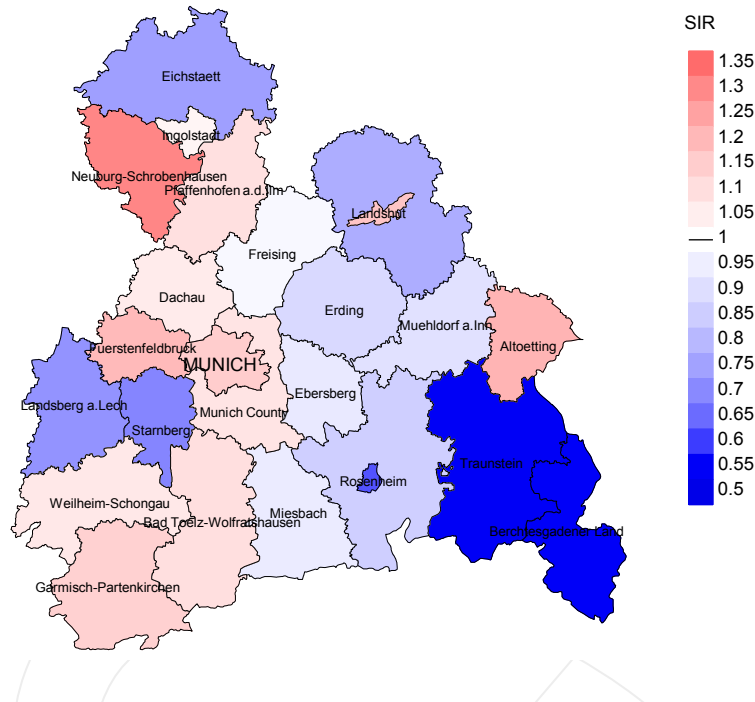 SIR
Eichstaett
1.35
1.3
1.25
1.2
1.15
1.1
1.05
1
0.95
0.9
0.85
0.8
0.75
0.7
0.65
0.6
0.55
0.5
Ingolstadt
Neuburg-Schrobenhausen
Pfaffenhofen a.d.Ilm
Landshut
Freising
Dachau
Erding
Muehldorf a.Inn
Altoetting
Fuerstenfeldbruck
MUNICH
Ebersberg
Landsberg a.Lech
Munich County
Starnberg
Traunstein
Rosenheim
Weilheim-Schongau
Miesbach
Bad Toelz-Wolfratshausen
Berchtesgadener Land
Garmisch-Partenkirchen